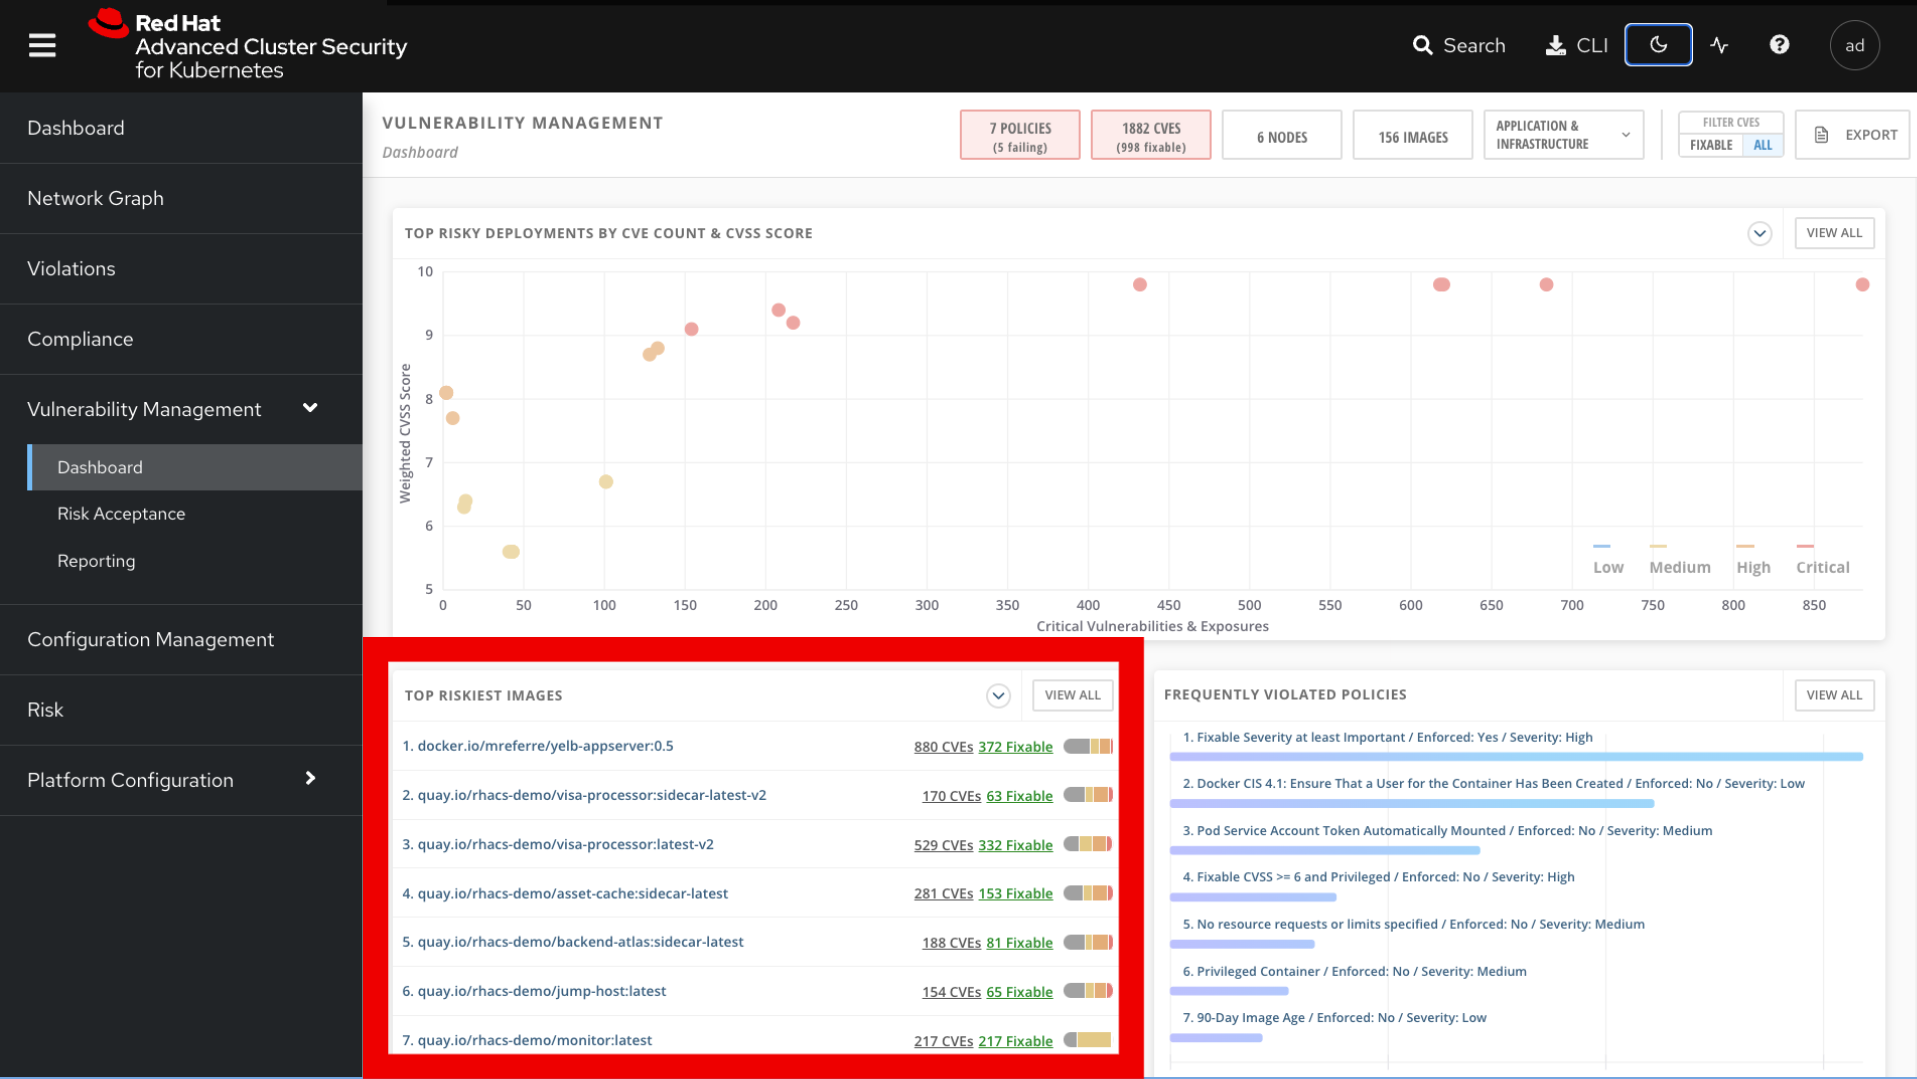 Red Hat
Advanced Cluster Security
for Kubernetes
Search
CLI
ad
Dashboard
Network Graph
Violations
Compliance
Vulnerability Management
Dashboard
Risk Acceptance
Reporting
Configuration Management
Risk
Platform Configuration
VULNERABILITY MANAGEMENT
Dashboard
7 POLICIES
(5 failing)
1882 CVES
(998 fixable)
6 NODES
156 IMAGES
APPLICATION &
INFRASTRUCTURE
FILTER CVES
FIXABLE ALL
EXPORT
TOP RISKY DEPLOYMENTS BY CVE COUNT & CVSS SCORE
VIEW ALL
Weighted CVSS Score
10
9
8
7
6
5
0 50 100 150 200 250 300 350 400 450 500 550 600 650 700 750 800 850
Critical Vulnerabilities & Exposures
Low Medium High Critical
TOP RISKIEST IMAGES
VIEW ALL
1. docker.io/mreferre/yelb-appserver:0.5 880 CVEs 372 Fixable
2. quay.io/rhacs-demo/visa-processor:sidecar-latest-v2 170 CVEs 63 Fixable
3. quay.io/rhacs-demo/visa-processor:latest-v2 529 CVEs 332 Fixable
4. quay.io/rhacs-demo/asset-cache:sidecar-latest 281 CVEs 153 Fixable
5. quay.io/rhacs-demo/backend-atlas:sidecar-latest 188 CVEs 81 Fixable
6. quay.io/rhacs-demo/jump-host:latest 154 CVEs 65 Fixable
7. quay.io/rhacs-demo/monitor:latest 217 CVEs 217 Fixable
FREQUENTLY VIOLATED POLICIES
VIEW ALL
1. Fixable Severity at least Important / Enforced: Yes / Severity: High
2. Docker CIS 4.1: Ensure That a User for the Container Has Been Created / Enforced: No / Severity: Low
3. Pod Service Account Token Automatically Mounted / Enforced: No / Severity: Medium
4. Fixable CVSS >= 6 and Privileged / Enforced: No / Severity: High
5. No resource requests or limits specified / Enforced: No / Severity: Medium
6. Privileged Container / Enforced: No / Severity: Medium
7. 90-Day Image Age / Enforced: No / Severity: Low